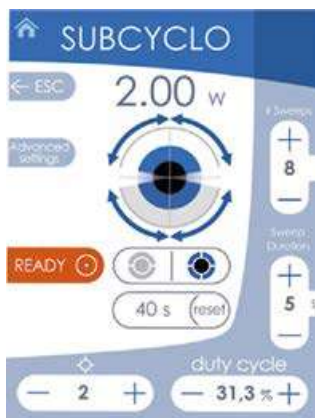 SUBCYCLO
← ESC
2.00 w
# Sweeps
+
8
−
Advanced
settings
Sweep
Duration
+
5 s
−
READY
40 s reset
duty cycle
− 2 +
− 31,3 % +